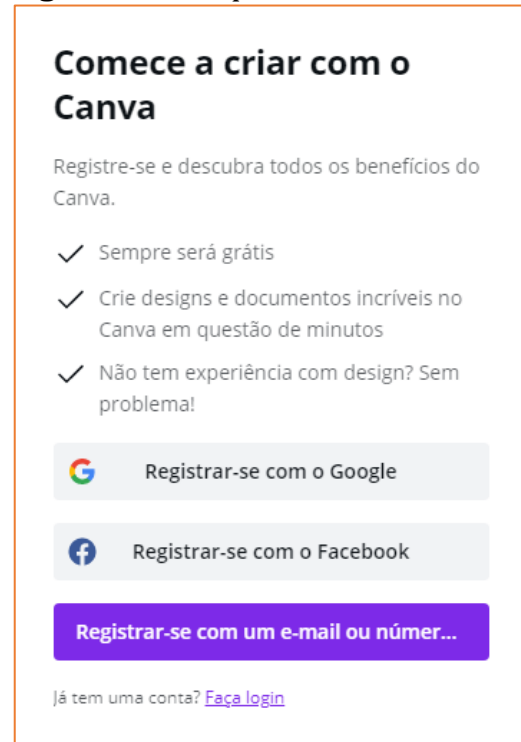 Comece a criar com o
Canva
Registre-se e descubra todos os benefícios do
Canva.
Sempre será grátis
Crie designs e documentos incríveis no
Canva em questão de minutos
Não tem experiência com design? Sem
problema!
Registrar-se com o Google
Registrar-se com o Facebook
Registrar-se com um e-mail ou númer...
Já tem uma conta? Faça login